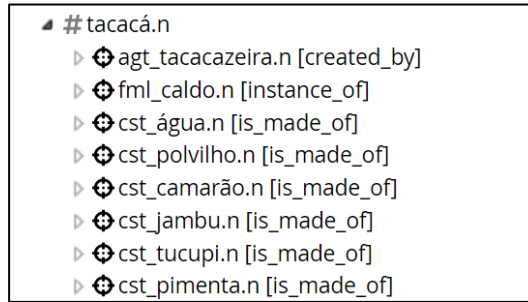 # tacacá.n
agt_tacacazeira.n [created_by]
fml_caldo.n [instance_of]
cst_água.n [is_made_of]
cst_polvilho.n [is_made_of]
cst_camarão.n [is_made_of]
cst_jambu.n [is_made_of]
cst_tucupi.n [is_made_of]
cst_pimenta.n [is_made_of]